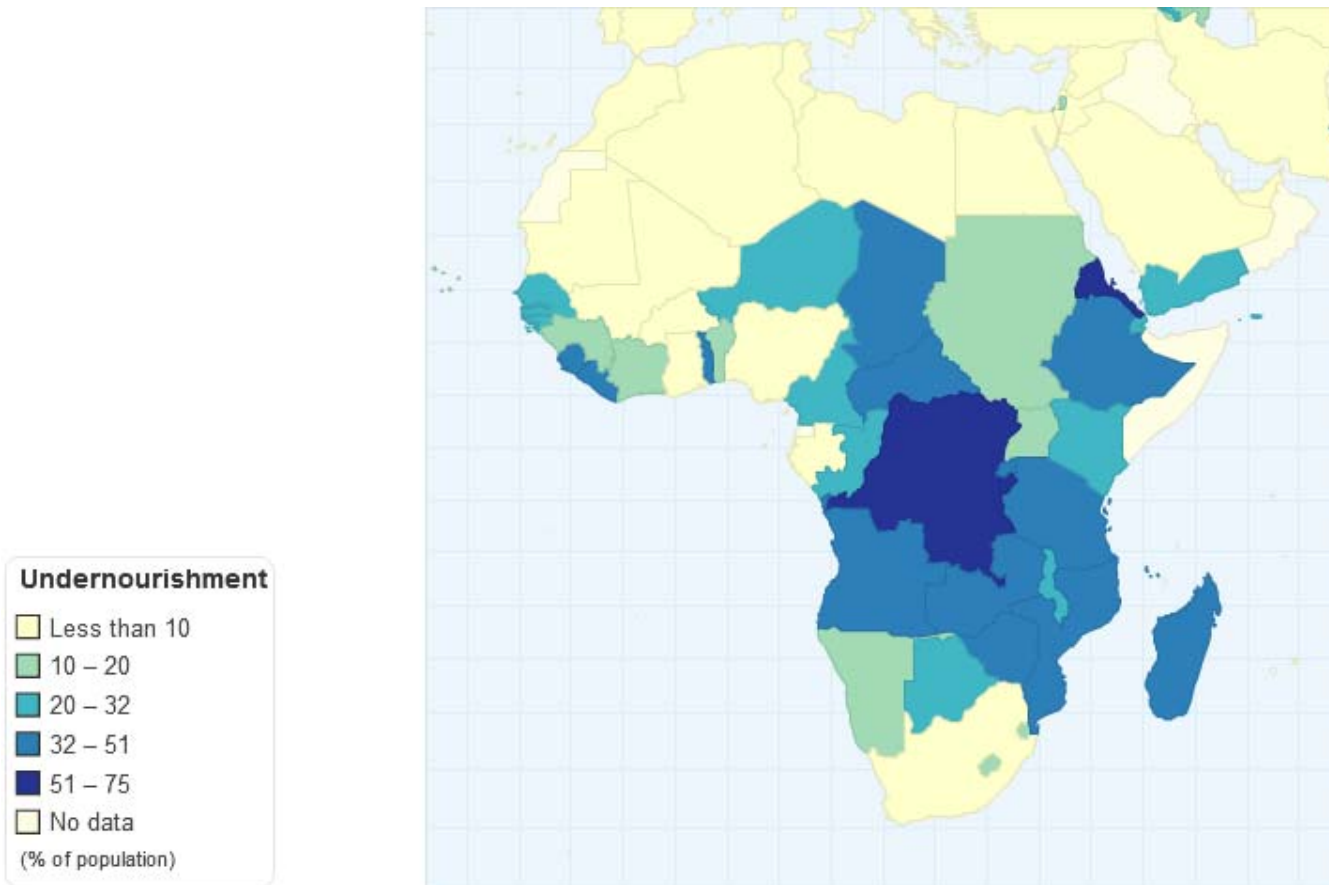 Undernourishment
Less than 10
10 – 20
20 – 32
32 – 51
51 – 75
No data
(% of population)